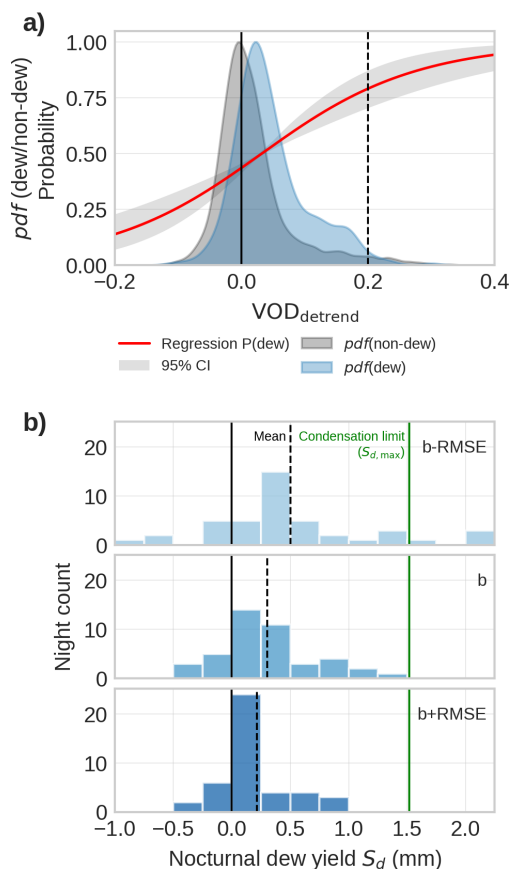 a)
1.00
0.75
0.50
0.25
0.00
pdf (dew/non-dew)
Probability
−0.2 0.0 0.2 0.4
VOD_detrend
Regression P(dew)
95% CI
pdf(non-dew)
pdf(dew)
b)
20
10
0
Mean
Condensation limit
(S_d,max)
b-RMSE
20
10
0
b
Night count
20
10
0
b+RMSE
−1.0 −0.5 0.0 0.5 1.0 1.5 2.0
Nocturnal dew yield S_d (mm)